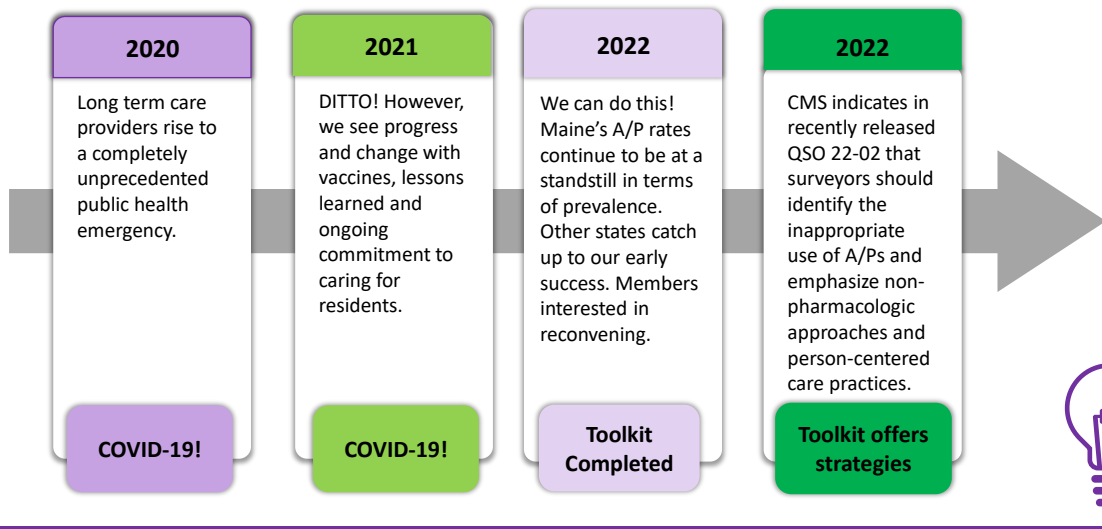 2020
Long term care
providers rise to
a completely
unprecedented
public health
emergency.
COVID-19!
2021
DITTO! However,
we see progress
and change with
vaccines, lessons
learned and
ongoing
commitment to
caring for
residents.
COVID-19!
2022
We can do this!
Maine's A/P rates
continue to be at a
standstill in terms
of prevalence.
Other states catch
up to our early
success. Members
interested in
reconvening.
Toolkit
Completed
2022
CMS indicates in
recently released
QSO 22-02 that
surveyors should
identify the
inappropriate
use of A/Ps and
emphasize non-
pharmacologic
approaches and
person-centered
care practices.
Toolkit offers
strategies